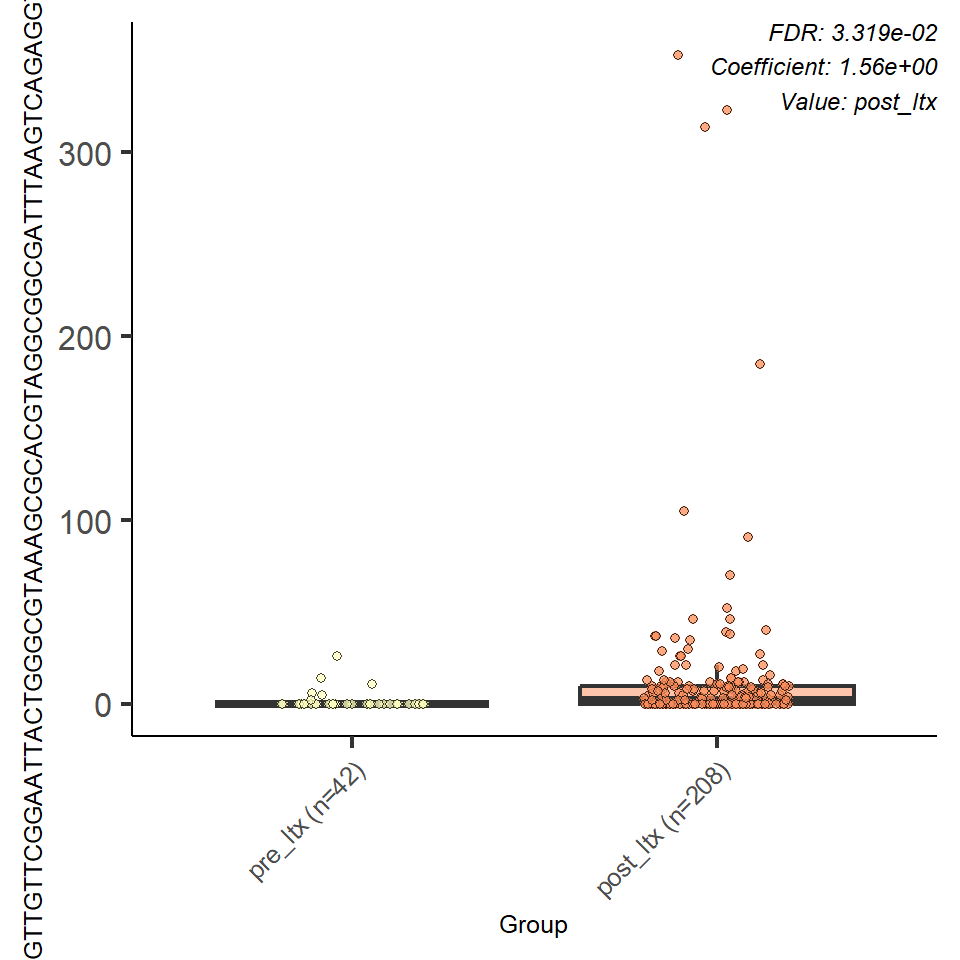 FDR: 3.319e-02
Coefficient: 1.56e+00
Value: post_ltx
GTTGTTCGGAATTACTGGGCGTAAAGCGCACGTAGGCGGCGATTTAAGTCAGAGGT
300
200
100
0
pre_ltx (n=42)
post_ltx (n=208)
Group